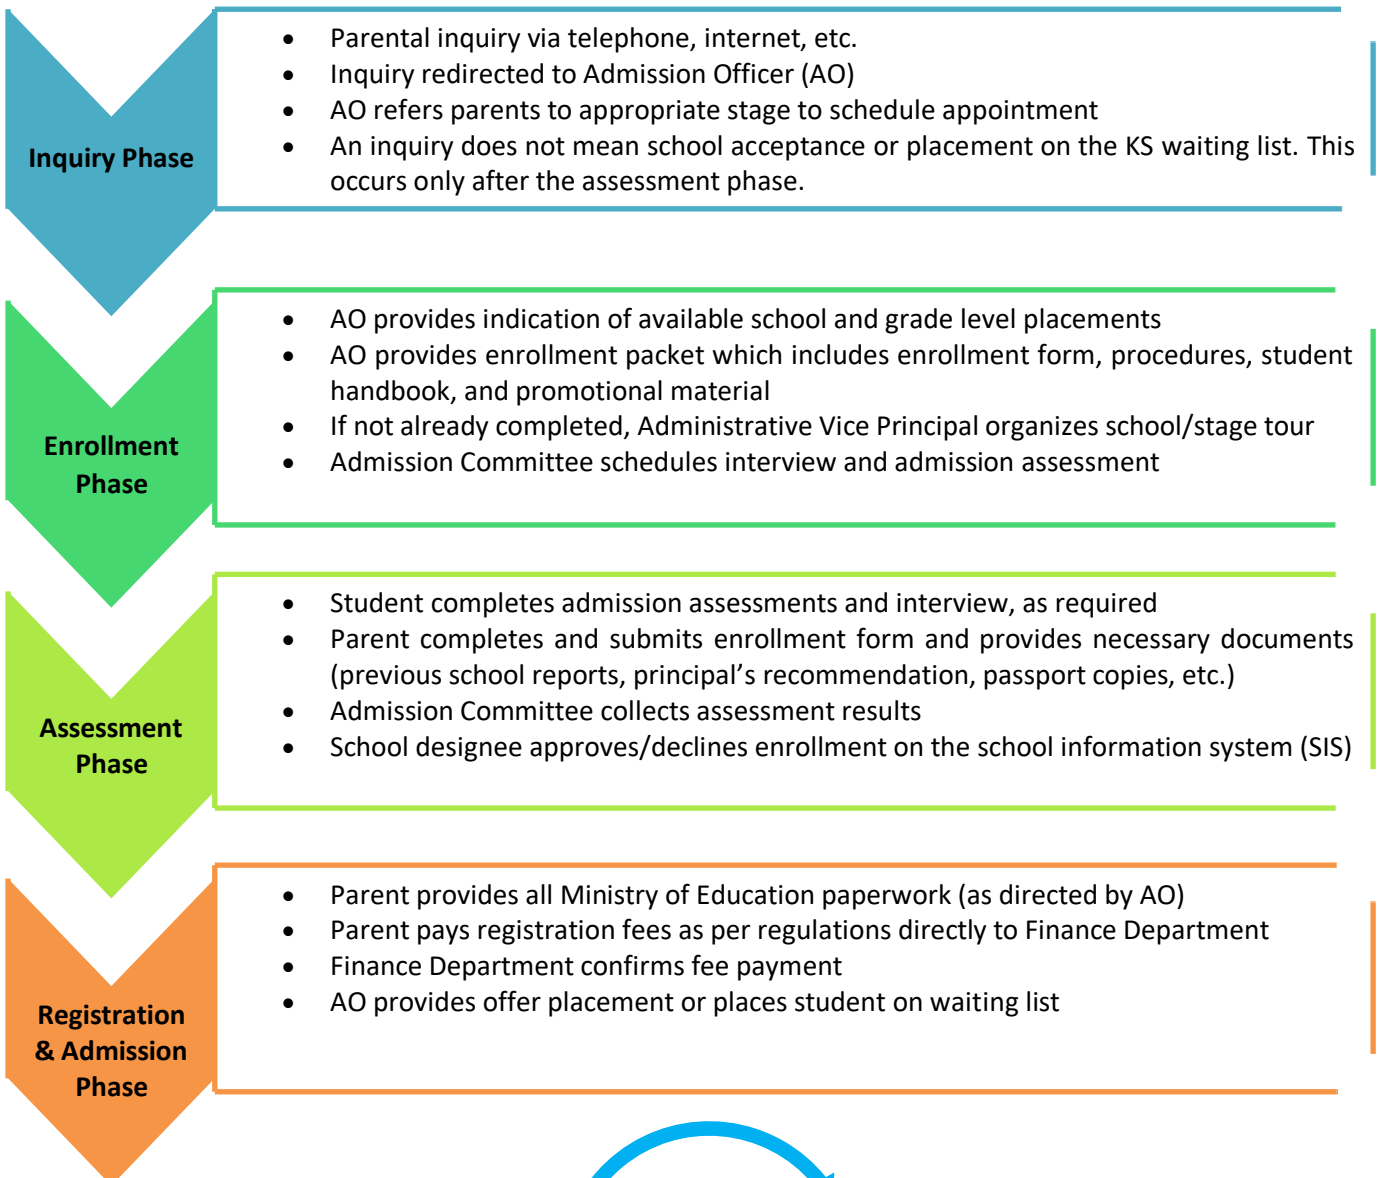 • Parental inquiry via telephone, internet, etc.
• Inquiry redirected to Admission Officer (AO)
• AO refers parents to appropriate stage to schedule appointment
Inquiry Phase
• An inquiry does not mean school acceptance or placement on the KS waiting list. This
occurs only after the assessment phase.
• AO provides indication of available school and grade level placements
• AO provides enrollment packet which includes enrollment form, procedures, student
handbook, and promotional material
• If not already completed, Administrative Vice Principal organizes school/stage tour
• Admission Committee schedules interview and admission assessment
Enrollment
Phase
• Student completes admission assessments and interview, as required
• Parent completes and submits enrollment form and provides necessary documents
(previous school reports, principal’s recommendation, passport copies, etc.)
• Admission Committee collects assessment results
• School designee approves/declines enrollment on the school information system (SIS)
Assessment
Phase
• Parent provides all Ministry of Education paperwork (as directed by AO)
• Parent pays registration fees as per regulations directly to Finance Department
• Finance Department confirms fee payment
• AO provides offer placement or places student on waiting list
Registration
& Admission
Phase